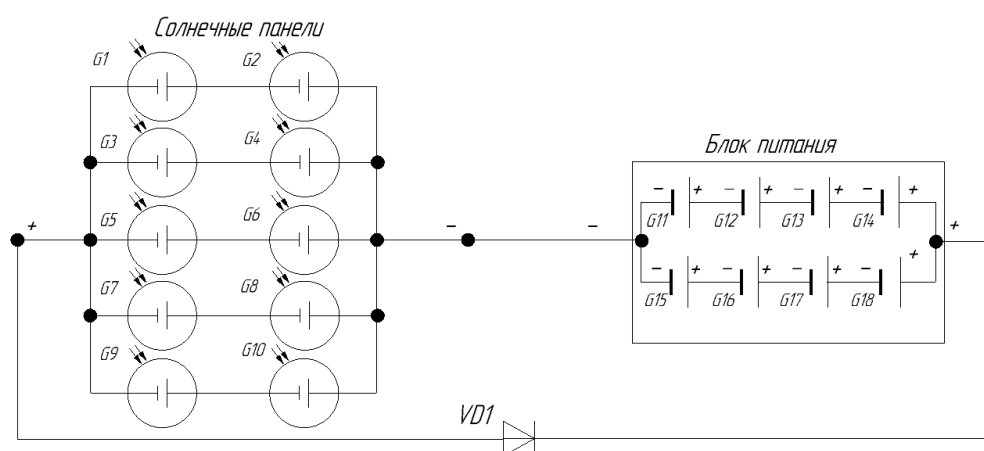 Солнечные панели
G1
G2
G3
G4
G5
G6
G7
G8
G9
G10
+
–
Блок питания
– + – + – + – +
G11 G12 G13 G14
– +
– + – + – + – +
G15 G16 G17 G18
VD1